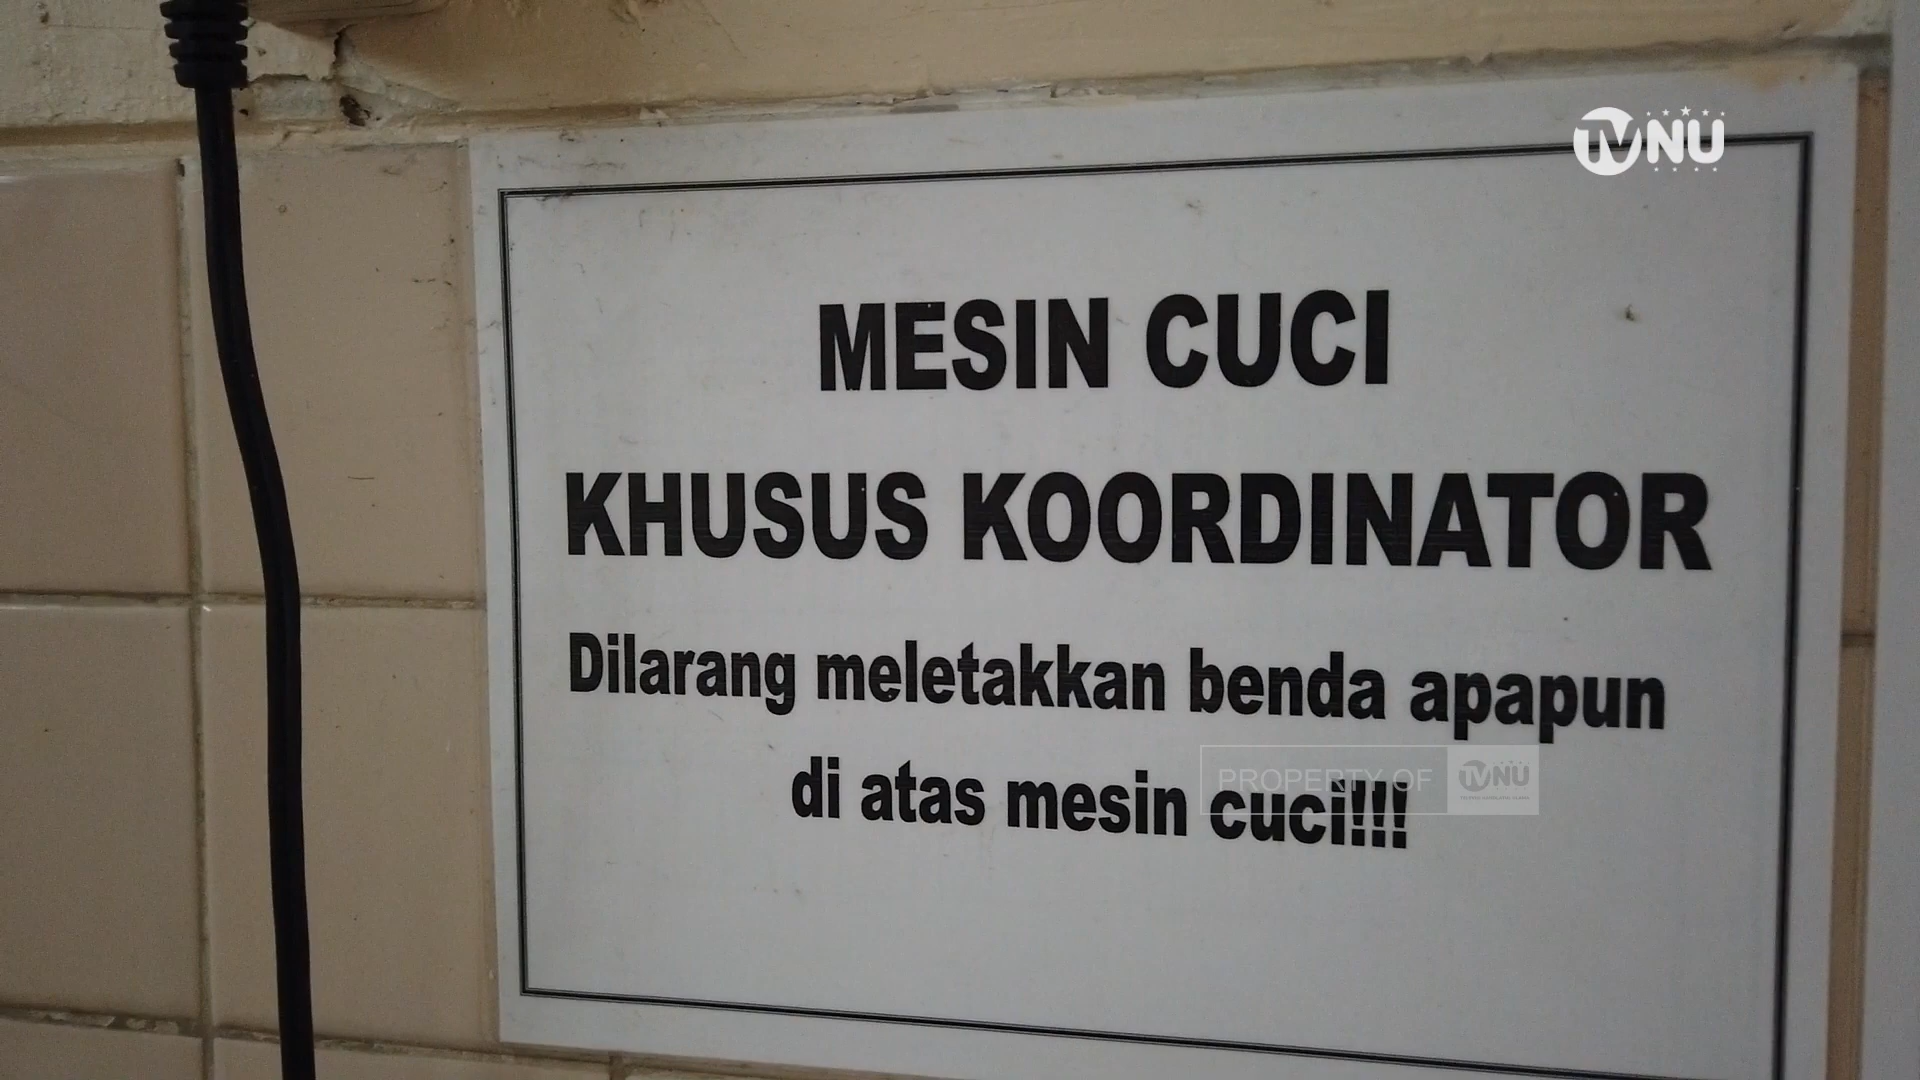 TVNU
MESIN CUCI
KHUSUS KOORDINATOR
Dilarang meletakkan benda apapun
di atas mesin cuci!!!
PROPERTY OF TVNU